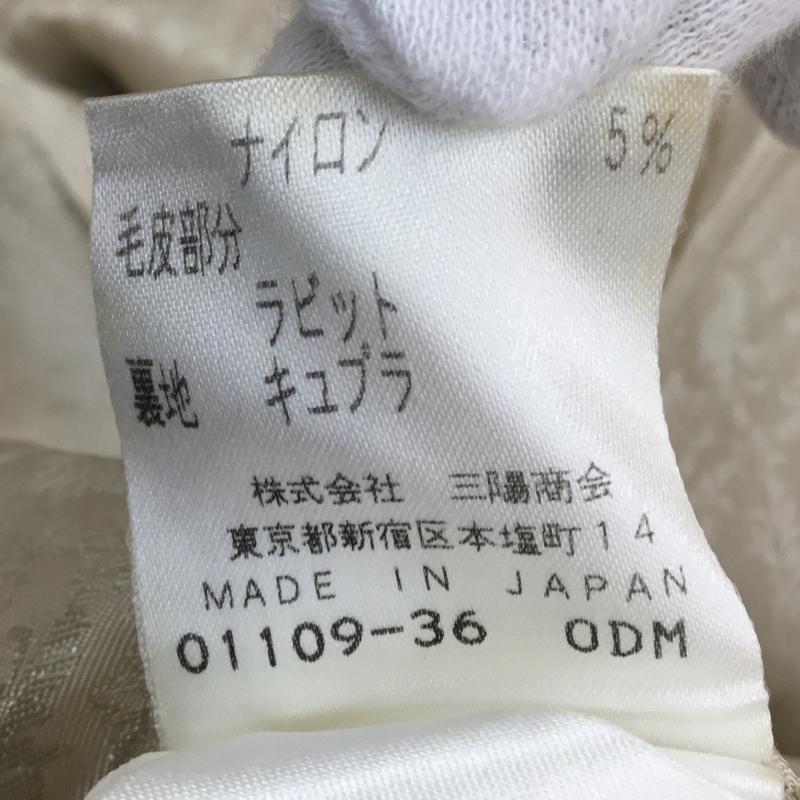 ナイロン 5%
毛皮部分
ラビット
裏地 キュプラ
株式会社 三陽商会
東京都新宿区本塩町14
MADE IN JAPAN
01109-36 ODM